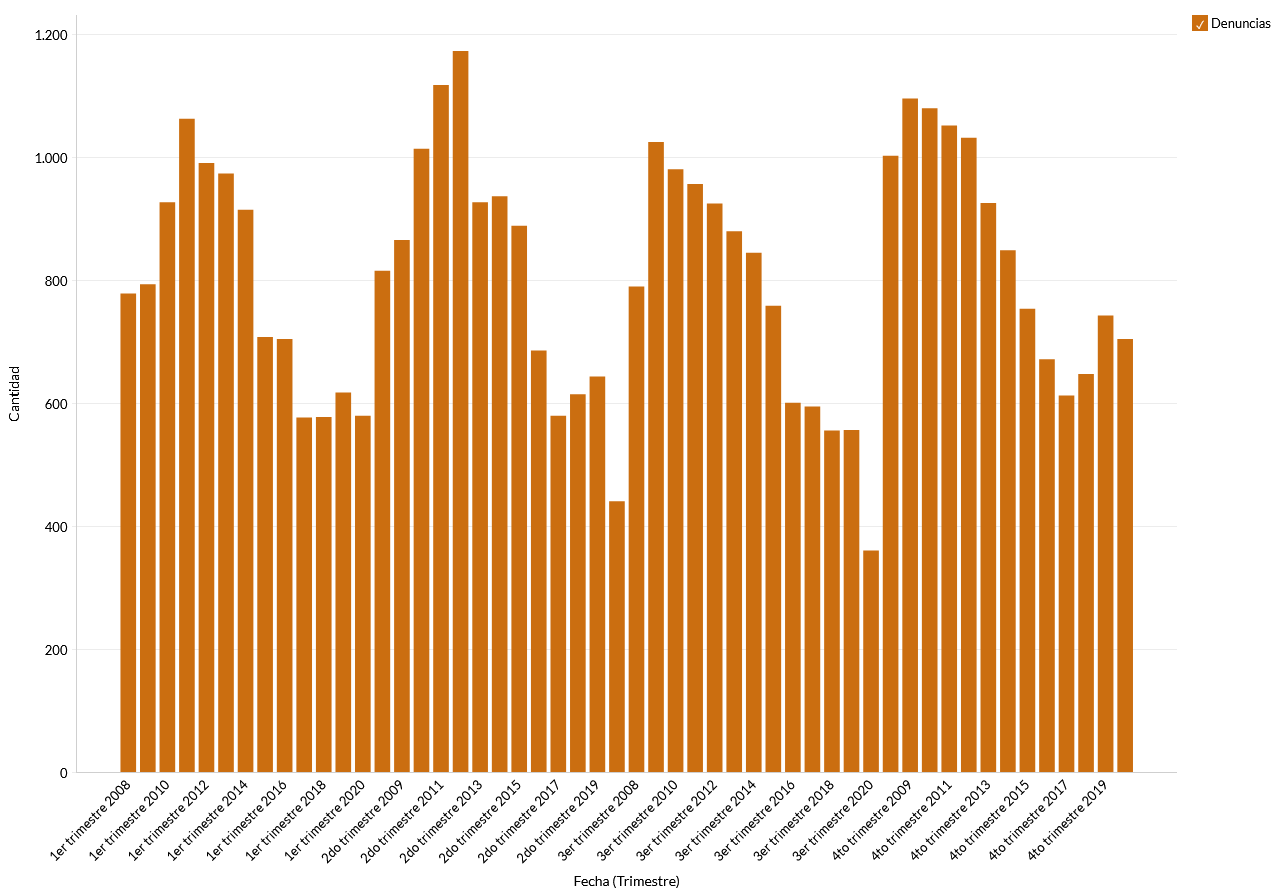 Denuncias
1.200
1.000
800
600
400
200
0
Cantidad
1er trimestre 2008
1er trimestre 2010
1er trimestre 2012
1er trimestre 2014
1er trimestre 2016
1er trimestre 2018
1er trimestre 2020
2do trimestre 2009
2do trimestre 2011
2do trimestre 2013
2do trimestre 2015
2do trimestre 2017
2do trimestre 2019
3er trimestre 2008
3er trimestre 2010
3er trimestre 2012
3er trimestre 2014
3er trimestre 2016
3er trimestre 2018
3er trimestre 2020
4to trimestre 2009
4to trimestre 2011
4to trimestre 2013
4to trimestre 2015
4to trimestre 2017
4to trimestre 2019
Fecha (Trimestre)